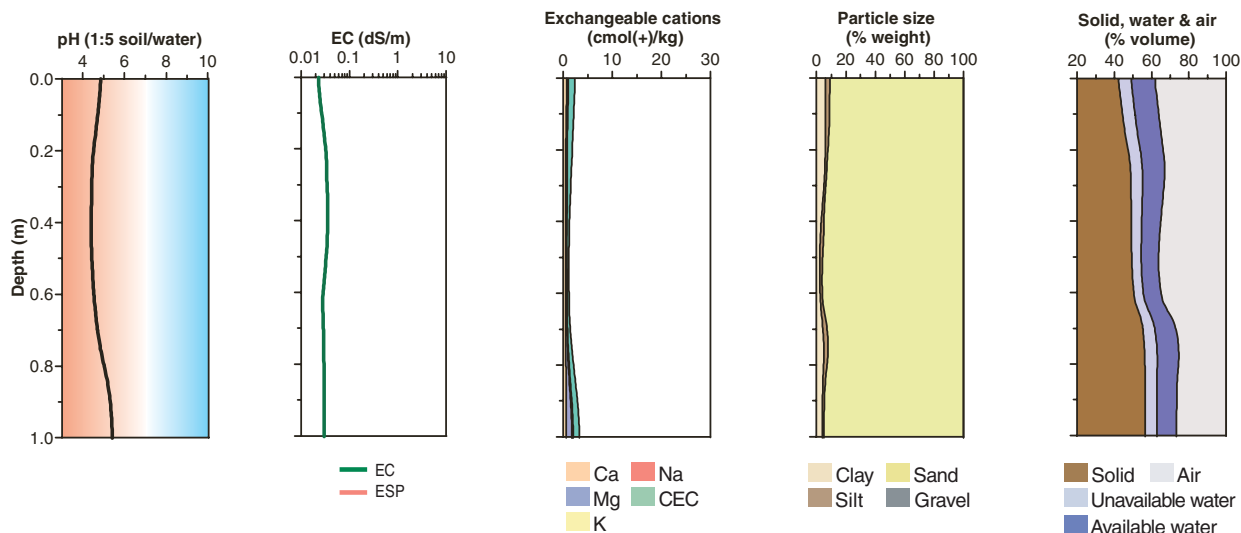 pH (1:5 soil/water)
4 6 8 10
Depth (m)
0.0
0.2
0.4
0.6
0.8
1.0
EC (dS/m)
0.01 0.1 1 10
EC
ESP
Exchangeable cations
(cmol(+)/kg)
0 10 20 30
Ca Na
Mg CEC
K
Particle size
(% weight)
0 20 40 60 80 100
Clay Sand
Silt Gravel
Solid, water & air
(% volume)
20 40 60 80 100
Solid Air
Unavailable water
Available water